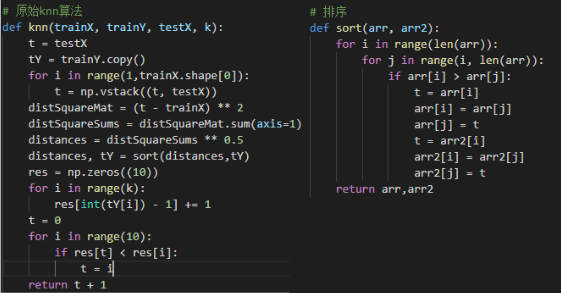 # 原始knn算法
def knn(trainX, trainY, testX, k):
    t = testX
    tY = trainY.copy()
    for i in range(1,trainX.shape[0]):
        t = np.vstack((t, testX))
    distSquareMat = (t - trainX) ** 2
    distSquareSums = distSquareMat.sum(axis=1)
    distances = distSquareSums ** 0.5
    distances, tY = sort(distances,tY)
    res = np.zeros((10))
    for i in range(k):
        res[int(tY[i]) - 1] += 1
    t = 0
    for i in range(10):
        if res[t] < res[i]:
            t = i
    return t + 1
# 排序
def sort(arr, arr2):
    for i in range(len(arr)):
        for j in range(i, len(arr)):
            if arr[i] > arr[j]:
                t = arr[i]
                arr[i] = arr[j]
                arr[j] = t
                t = arr2[i]
                arr2[i] = arr2[j]
                arr2[j] = t
    return arr,arr2